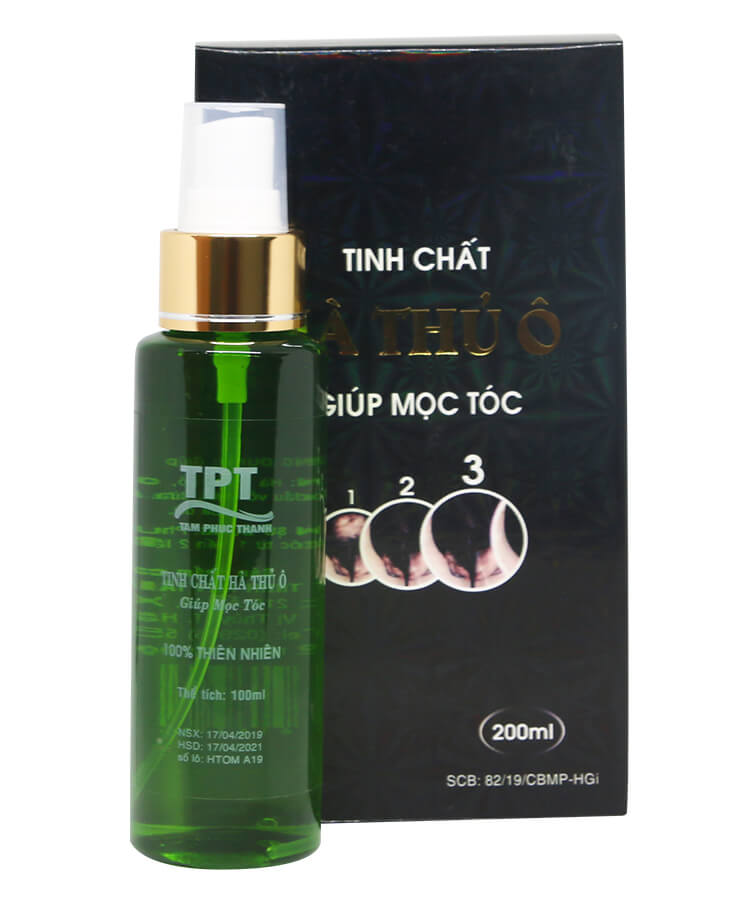 TINH CHẤT
HÀ THỦ Ô
GIÚP MỌC TÓC
1 2 3
200ml
SCB: 82/19/CBMP-HGi
TPT
TAM PHUC THANH
TINH CHẤT HÀ THỦ Ô
Giúp Mọc Tóc
100% THIÊN NHIÊN
Thể tích: 100ml
NSX: 17/04/2019
HSD: 17/04/2021
số lô: HTOM A19